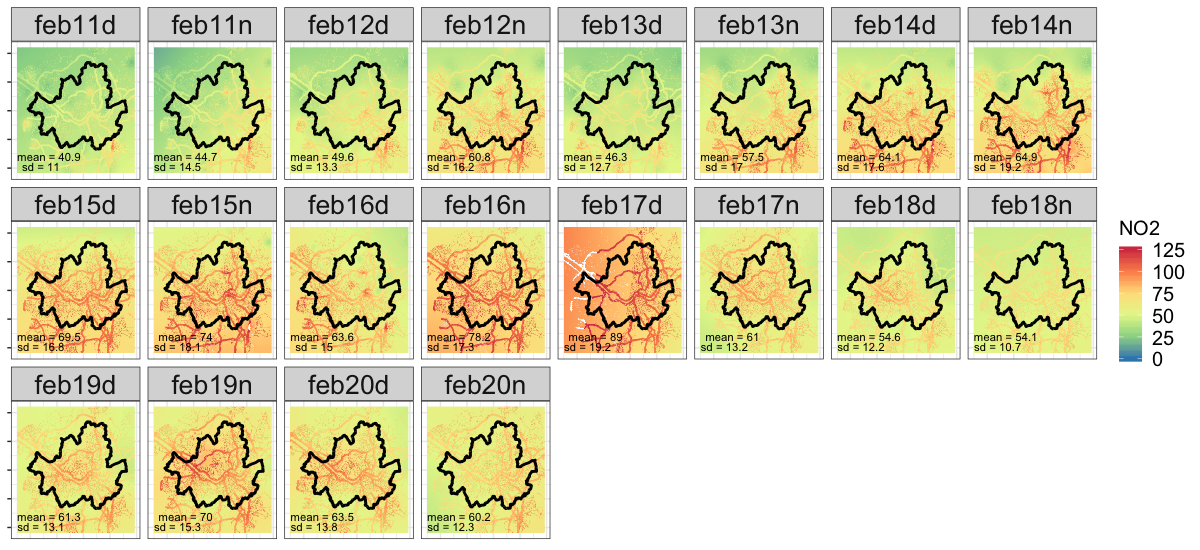 feb11d feb11n feb12d feb12n feb13d feb13n feb14d feb14n
mean = 40.9 mean = 44.7 mean = 49.6 mean = 60.8 mean = 46.3 mean = 57.5 mean = 64.1 mean = 64.9
sd = 11 sd = 14.5 sd = 13.3 sd = 16.2 sd = 12.7 sd = 17 sd = 17.6 sd = 19.2
feb15d feb15n feb16d feb16n feb17d feb17n feb18d feb18n
mean = 69.5 mean = 74 mean = 63.6 mean = 78.2 mean = 89 mean = 61 mean = 54.6 mean = 54.1
sd = 16.8 sd = 18.1 sd = 15 sd = 17.3 sd = 19.2 sd = 13.2 sd = 12.2 sd = 10.7
NO2
125
100
75
50
25
0
feb19d feb19n feb20d feb20n
mean = 61.3 mean = 70 mean = 63.5 mean = 60.2
sd = 13.1 sd = 15.3 sd = 13.8 sd = 12.3